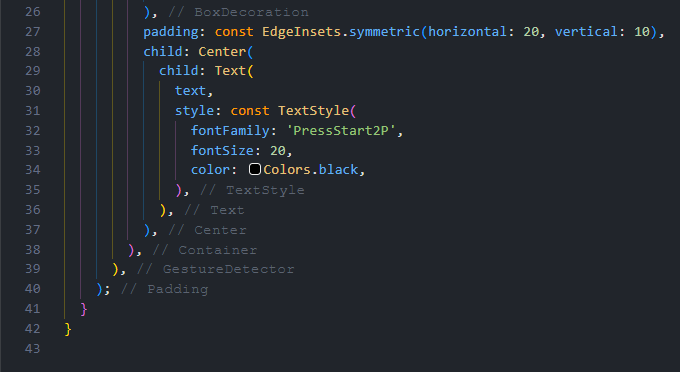 26 ), // BoxDecoration
27 padding: const EdgeInsets.symmetric(horizontal: 20, vertical: 10),
28 child: Center(
29 child: Text(
30 text,
31 style: const TextStyle(
32 fontFamily: 'PressStart2P',
33 fontSize: 20,
34 color: Colors.black,
35 ), // TextStyle
36 ), // Text
37 ), // Center
38 ), // Container
39 ), // GestureDetector
40 ); // Padding
41 }
42 }
43